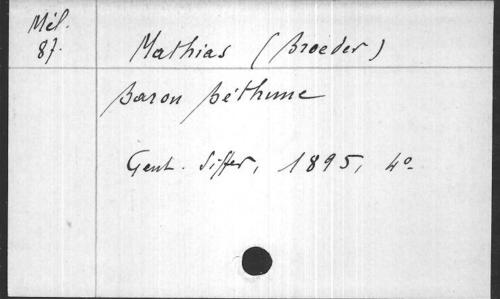 Mél.
87.
Mathias (Broeder)
Baron Béthune
Gent. Siffer, 1895, 4º